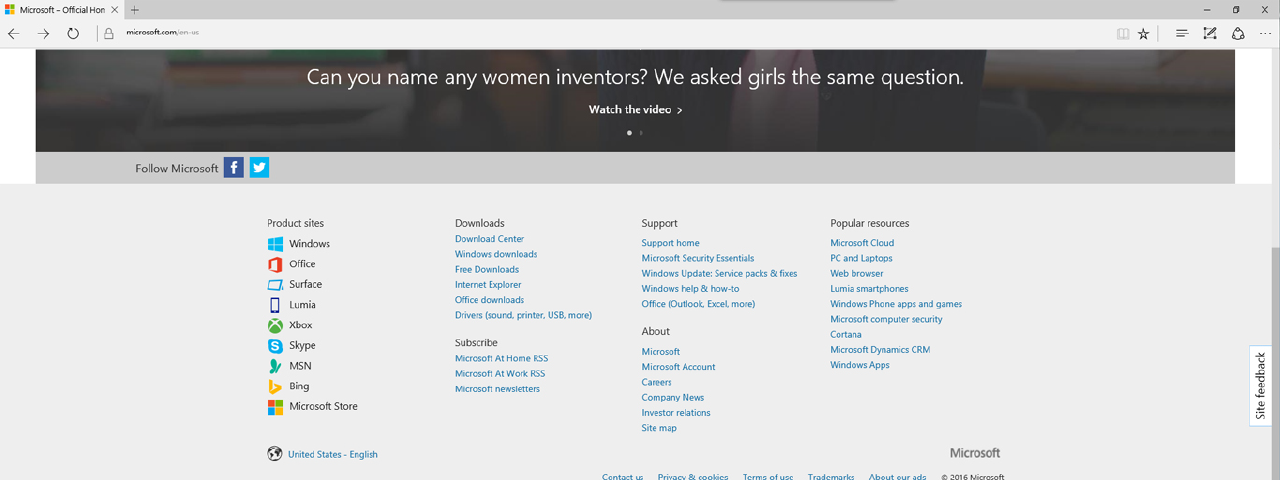 Microsoft – Official Hom
microsoft.com/en-us
Can you name any women inventors? We asked girls the same question.
Watch the video >
Follow Microsoft
Product sites
Windows
Office
Surface
Lumia
Xbox
Skype
MSN
Bing
Microsoft Store
Downloads
Download Center
Windows downloads
Free Downloads
Internet Explorer
Office downloads
Drivers (sound, printer, USB, more)
Subscribe
Microsoft At Home RSS
Microsoft At Work RSS
Microsoft newsletters
Support
Support home
Microsoft Security Essentials
Windows Update: Service packs & fixes
Windows help & how-to
Office (Outlook, Excel, more)
About
Microsoft
Microsoft Account
Careers
Company News
Investor relations
Site map
Popular resources
Microsoft Cloud
PC and Laptops
Web browser
Lumia smartphones
Windows Phone apps and games
Microsoft computer security
Cortana
Microsoft Dynamics CRM
Windows Apps
Site feedback
United States - English
Microsoft
Contact us Privacy & cookies Terms of use Trademarks About our ads © 2016 Microsoft